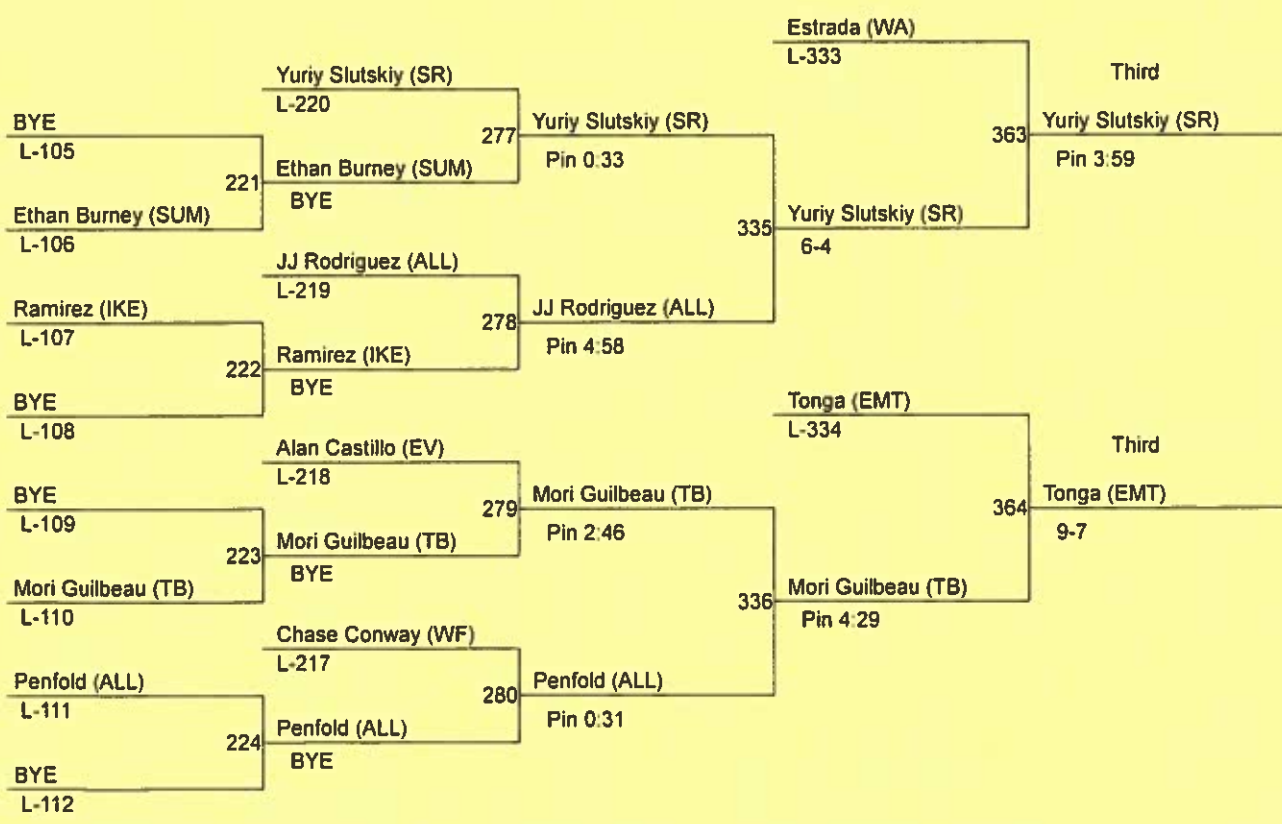 Estrada (WA)
L-333
Third
Yuriy Slutskiy (SR)
L-220
BYE
L-105
277
Yuriy Slutskiy (SR)
Pin 0:33
363
Yuriy Slutskiy (SR)
Pin 3:59
221
Ethan Burney (SUM)
BYE
Ethan Burney (SUM)
L-106
335
Yuriy Slutskiy (SR)
6-4
JJ Rodriguez (ALL)
L-219
Ramirez (IKE)
L-107
278
JJ Rodriguez (ALL)
Pin 4:58
222
Ramirez (IKE)
BYE
BYE
L-108
Tonga (EMT)
L-334
Third
Alan Castillo (EV)
L-218
BYE
L-109
279
Mori Guilbeau (TB)
Pin 2:46
364
Tonga (EMT)
9-7
223
Mori Guilbeau (TB)
BYE
Mori Guilbeau (TB)
L-110
336
Mori Guilbeau (TB)
Pin 4:29
Chase Conway (WF)
L-217
Penfold (ALL)
L-111
280
Penfold (ALL)
Pin 0:31
224
Penfold (ALL)
BYE
BYE
L-112